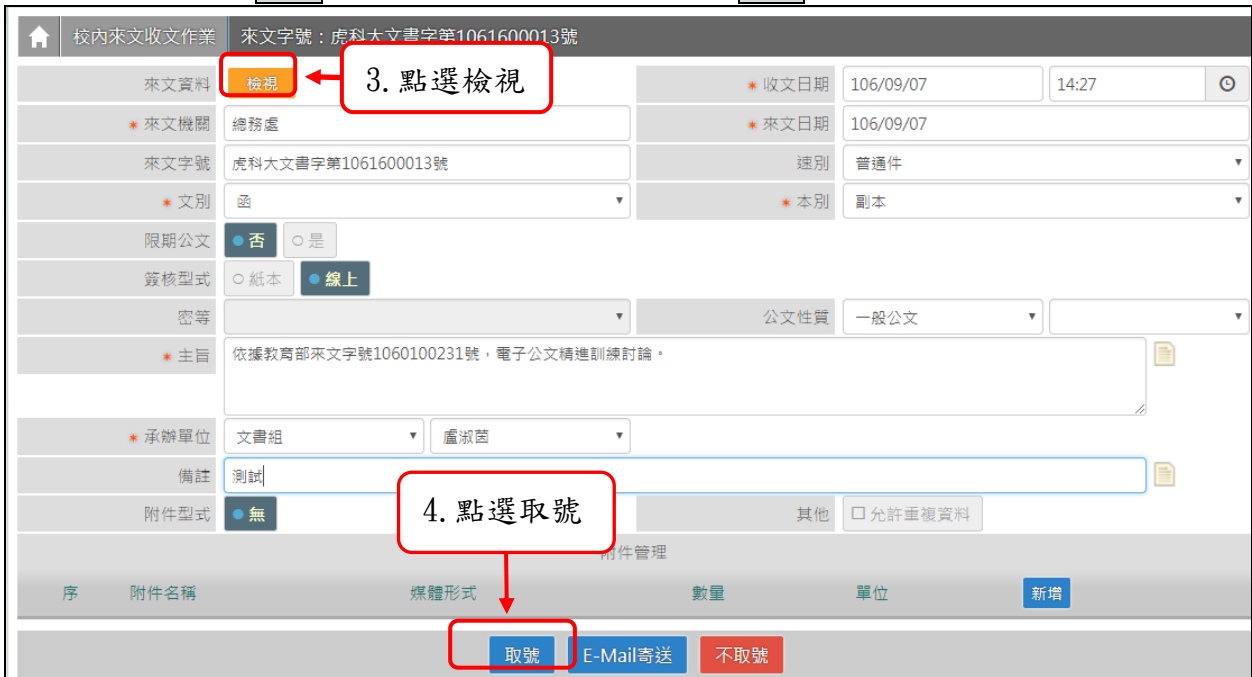 校內來文收文作業 來文字號：虎科大文書字第1061600013號
來文資料 檢視 3.點選檢視 * 收文日期 106/09/07 14:27
* 來文機關 總務處 * 來文日期 106/09/07
來文字號 虎科大文書字第1061600013號 速別 普通件
* 文別 函 * 本別 副本
限期公文 否 是
簽核型式 紙本 線上
密等 公文性質 一般公文
* 主旨 依據教育部來文字號1060100231號，電子公文精進訓練討論。
* 承辦單位 文書組 盧淑茵
備註 測試
附件型式 無 4.點選取號 其他 允許重複資料
附件管理
序 附件名稱 媒體形式 數量 單位 新增
取號 E-Mail寄送 不取號